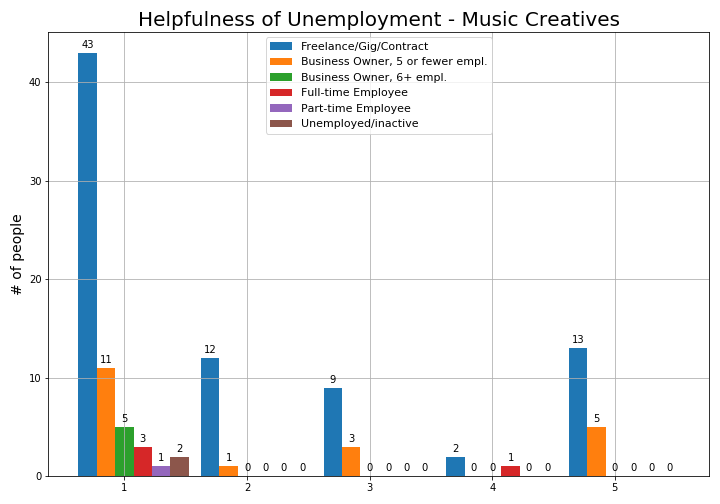 Helpfulness of Unemployment - Music Creatives
Freelance/Gig/Contract
Business Owner, 5 or fewer empl.
Business Owner, 6+ empl.
Full-time Employee
Part-time Employee
Unemployed/inactive
# of people
40
30
20
10
0
43 11 5 3 1 2
12 1 0 0 0 0
9 3 0 0 0 0
2 0 0 1 0 0
13 5 0 0 0 0
1 2 3 4 5